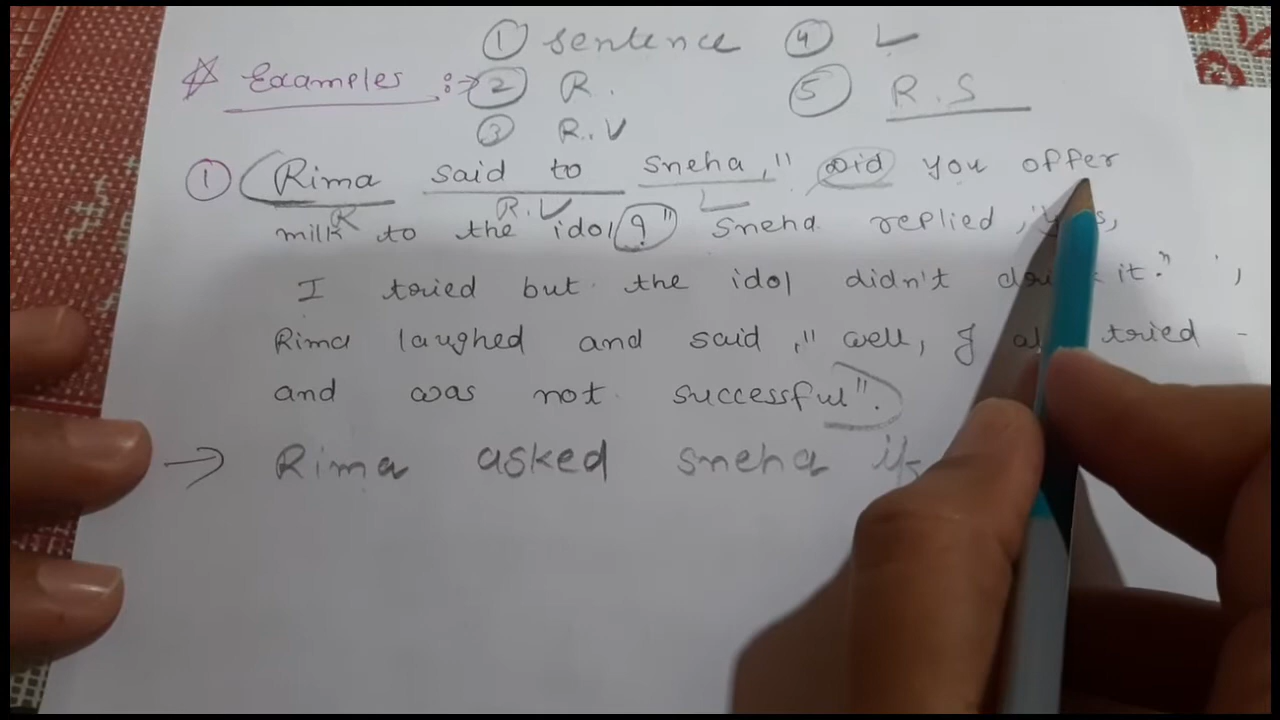 ① sentence ④ L
☆ Examples :→ ② R. ⑤ R.S
③ R.V
① Rima said to Sneha," Did you offer
R R.V L
milk to the idol?" Sneha replied,"
I tried but the idol didn't it."
Rima laughed and said," well, I tried
and was not successful".
→ Rima asked Sneha if